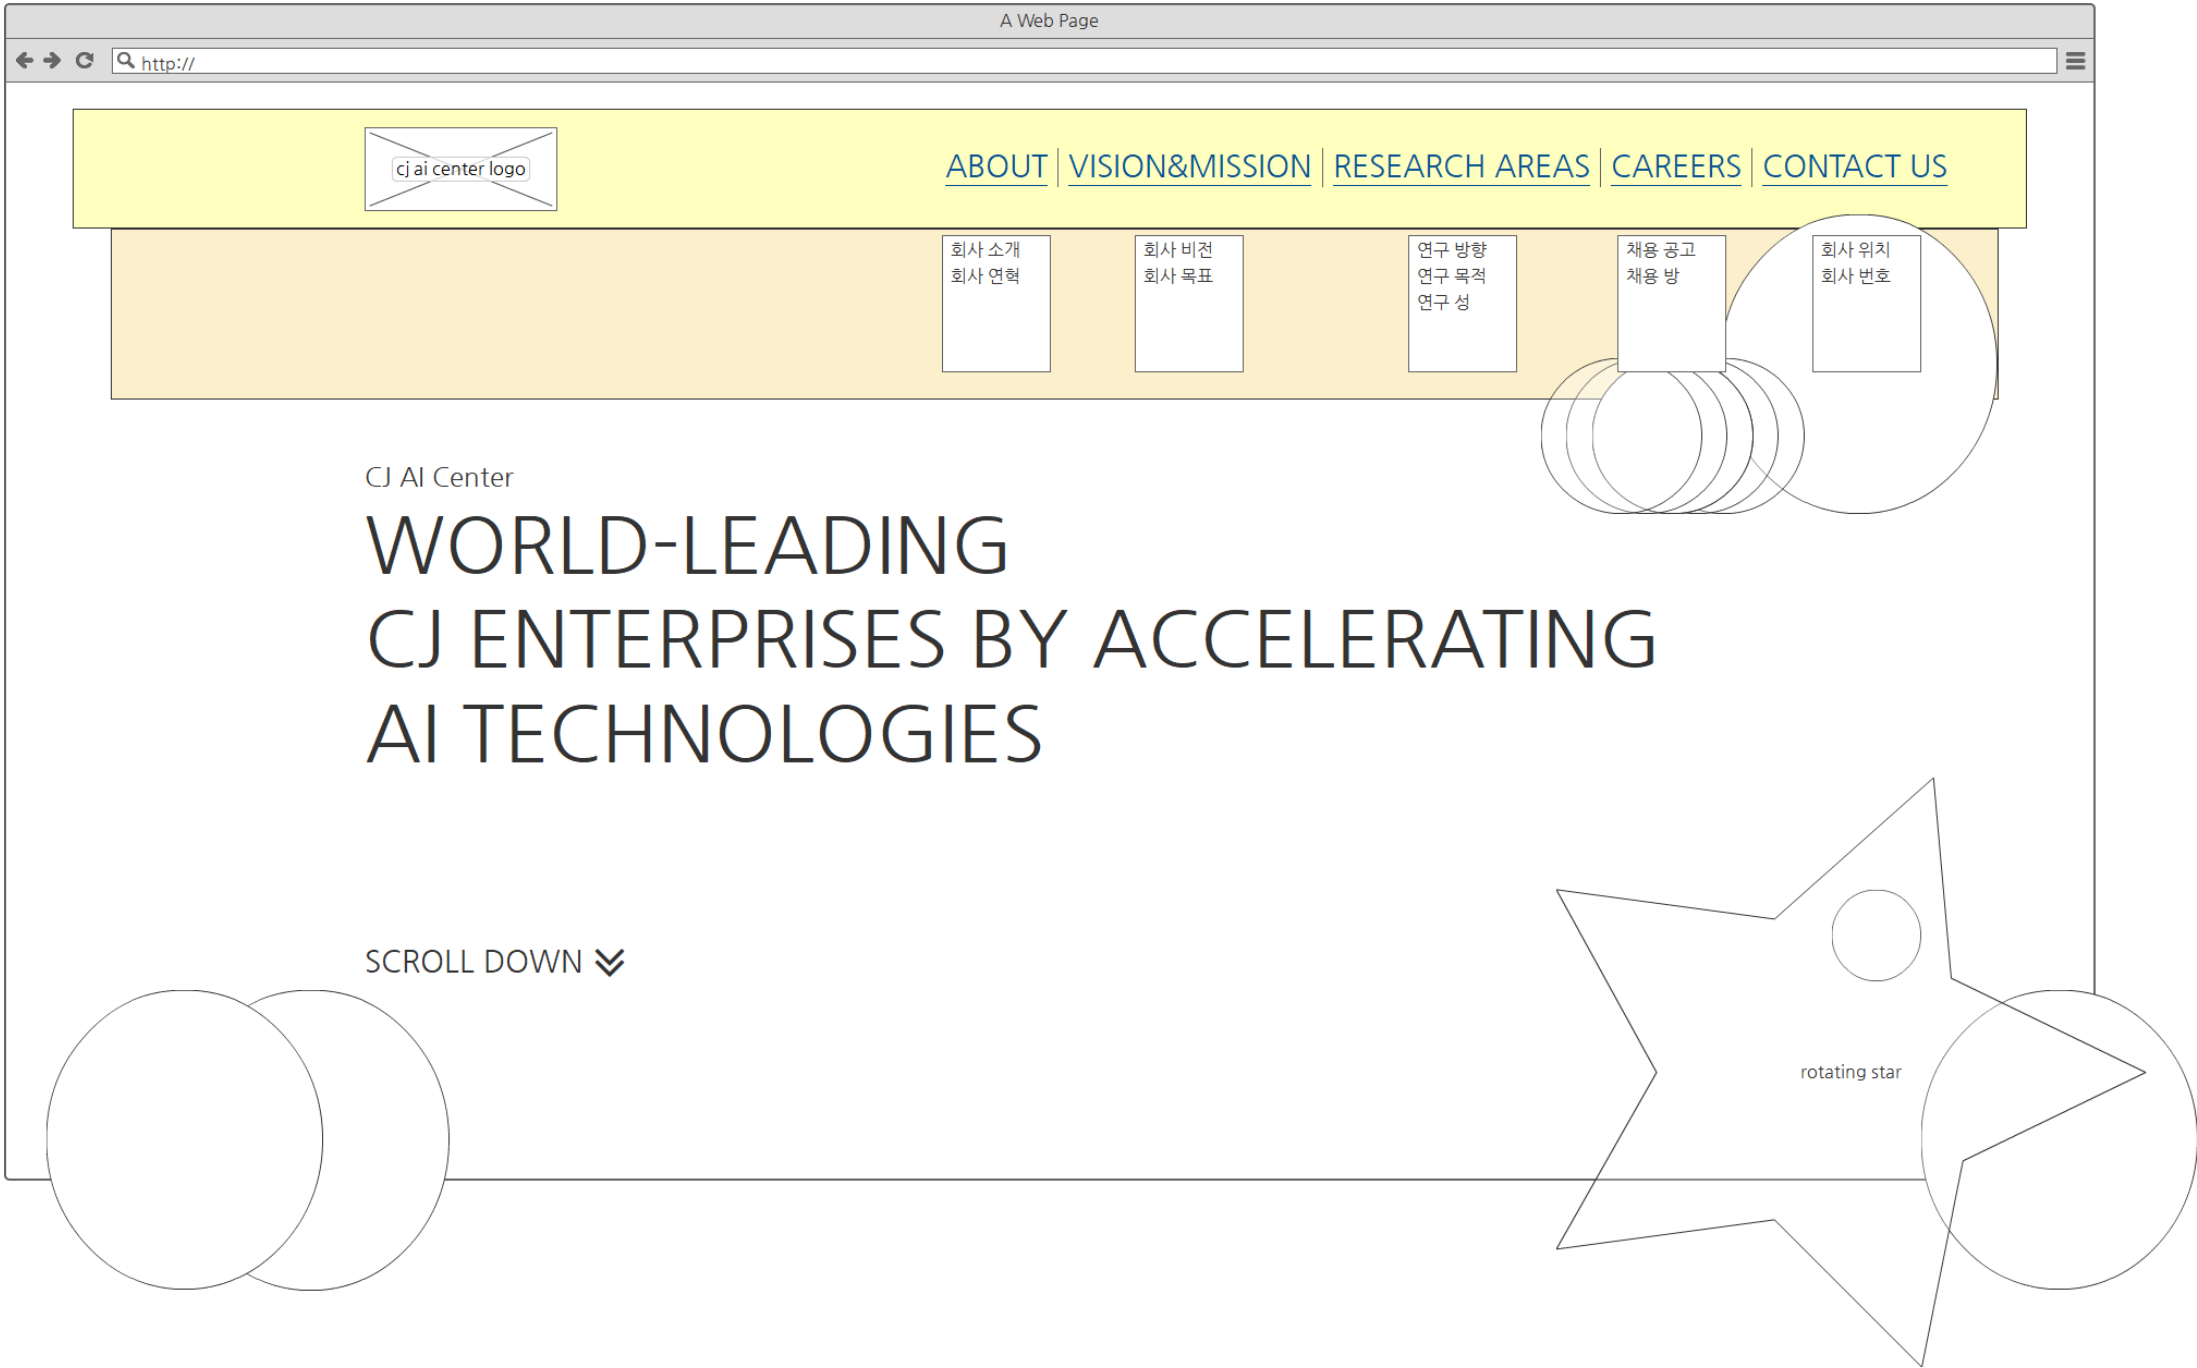 A Web Page
http://
cj ai center logo
ABOUT
VISION&MISSION
RESEARCH AREAS
CAREERS
CONTACT US
회사 소개
회사 연혁
회사 비전
회사 목표
연구 방향
연구 목적
연구 성
채용 공고
채용 방
회사 위치
회사 번호
CJ AI Center
WORLD-LEADING
CJ ENTERPRISES BY ACCELERATING
AI TECHNOLOGIES
SCROLL DOWN
rotating star